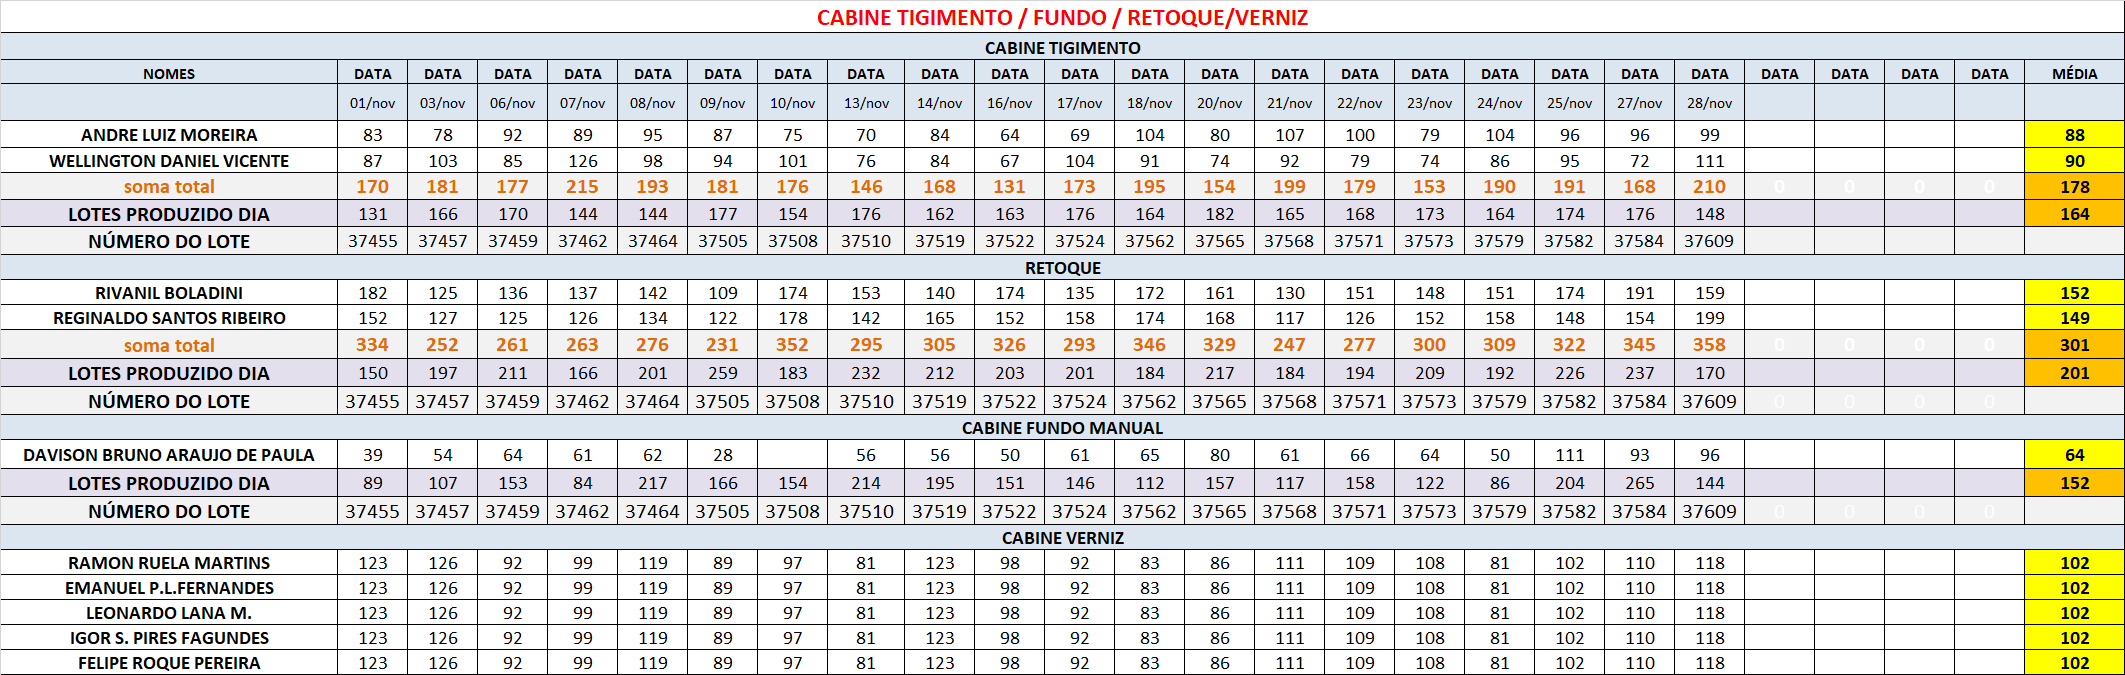 CABINE TIGIMENTO / FUNDO / RETOQUE/VERNIZ
CABINE TIGIMENTO
NOMES DATA DATA DATA DATA DATA DATA DATA DATA DATA DATA DATA DATA DATA DATA DATA DATA DATA DATA DATA DATA DATA DATA DATA DATA MÉDIA
01/nov 03/nov 06/nov 07/nov 08/nov 09/nov 10/nov 13/nov 14/nov 16/nov 17/nov 18/nov 20/nov 21/nov 22/nov 23/nov 24/nov 25/nov 27/nov 28/nov
ANDRE LUIZ MOREIRA 83 78 92 89 95 87 75 70 84 64 69 104 80 107 100 79 104 96 96 99 88
WELLINGTON DANIEL VICENTE 87 103 85 126 98 94 101 76 84 67 104 91 74 92 79 74 86 95 72 111 90
soma total 170 181 177 215 193 181 176 146 168 131 173 195 154 199 179 153 190 191 168 210 0 0 0 0 178
LOTES PRODUZIDO DIA 131 166 170 144 144 177 154 176 162 163 176 164 182 165 168 173 164 174 176 148 164
NÚMERO DO LOTE 37455 37457 37459 37462 37464 37505 37508 37510 37519 37522 37524 37562 37565 37568 37571 37573 37579 37582 37584 37609
RETOQUE
RIVANIL BOLADINI 182 125 136 137 142 109 174 153 140 174 135 172 161 130 151 148 151 174 191 159 152
REGINALDO SANTOS RIBEIRO 152 127 125 126 134 122 178 142 165 152 158 174 168 117 126 152 158 148 154 199 149
soma total 334 252 261 263 276 231 352 295 305 326 293 346 329 247 277 300 309 322 345 358 0 0 0 0 301
LOTES PRODUZIDO DIA 150 197 211 166 201 259 183 232 212 203 201 184 217 184 194 209 192 226 237 170 201
NÚMERO DO LOTE 37455 37457 37459 37462 37464 37505 37508 37510 37519 37522 37524 37562 37565 37568 37571 37573 37579 37582 37584 37609 0 0 0 0
CABINE FUNDO MANUAL
DAVISON BRUNO ARAUJO DE PAULA 39 54 64 61 62 28 56 56 50 61 65 80 61 66 64 50 111 93 96 64
LOTES PRODUZIDO DIA 89 107 153 84 217 166 154 214 195 151 146 112 157 117 158 122 86 204 265 144 152
NÚMERO DO LOTE 37455 37457 37459 37462 37464 37505 37508 37510 37519 37522 37524 37562 37565 37568 37571 37573 37579 37582 37584 37609 0 0 0 0
CABINE VERNIZ
RAMON RUELA MARTINS 123 126 92 99 119 89 97 81 123 98 92 83 86 111 109 108 81 102 110 118 102
EMANUEL P.L.FERNANDES 123 126 92 99 119 89 97 81 123 98 92 83 86 111 109 108 81 102 110 118 102
LEONARDO LANA M. 123 126 92 99 119 89 97 81 123 98 92 83 86 111 109 108 81 102 110 118 102
IGOR S. PIRES FAGUNDES 123 126 92 99 119 89 97 81 123 98 92 83 86 111 109 108 81 102 110 118 102
FELIPE ROQUE PEREIRA 123 126 92 99 119 89 97 81 123 98 92 83 86 111 109 108 81 102 110 118 102